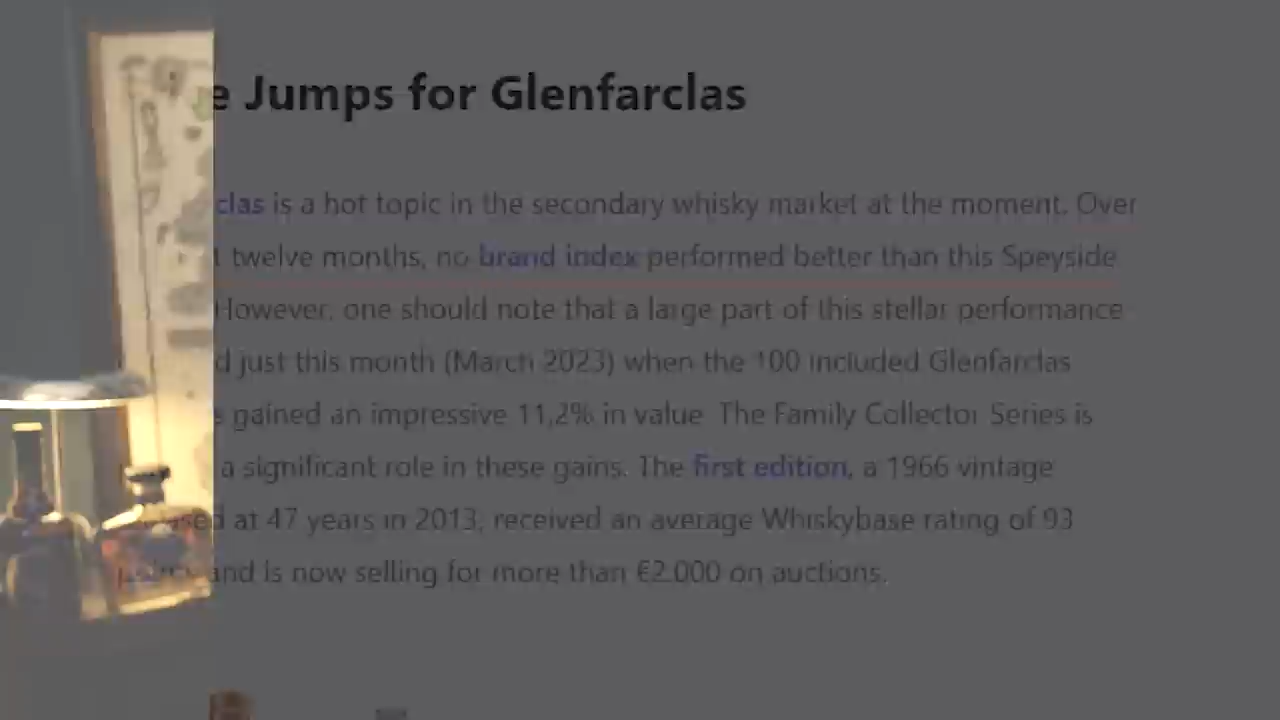 e Jumps for Glenfarclas
clas is a hot topic in the secondary whisky market at the moment. Over
t twelve months, no brand index performed better than this Speyside
However, one should note that a large part of this stellar performance
d just this month (March 2023) when the 100 included Glenfarclas
s gained an impressive 11,2% in value. The Family Collector Series is
a significant role in these gains. The first edition, a 1966 vintage
at 47 years in 2013, received an average Whiskybase rating of 93
and is now selling for more than €2.000 on auctions.